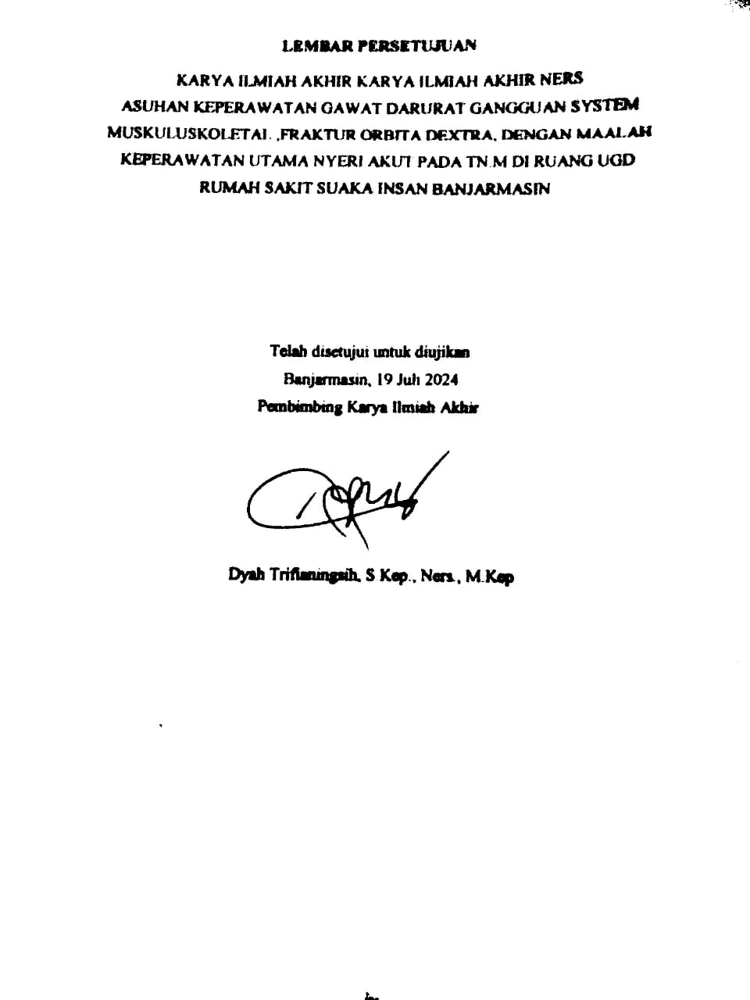 LEMBAR PERSETUJUAN
KARYA ILMIAH AKHIR KARYA ILMIAH AKHIR NERS
ASUHAN KEPERAWATAN GAWAT DARURAT GANGGUAN SYSTEM
MUSKULUSKOLETAL ,FRAKTUR ORBITA DEXTRA, DENGAN MAALAH
KEPERAWATAN UTAMA NYERI AKUT PADA TN.M DI RUANG UGD
RUMAH SAKIT SUAKA INSAN BANJARMASIN
Telah disetujui untuk diujikan
Banjarmasin, 19 Juli 2024
Pembimbing Karya Ilmiah Akhir
Dyah Trifianingsih, S.Kep., Ners., M.Kep